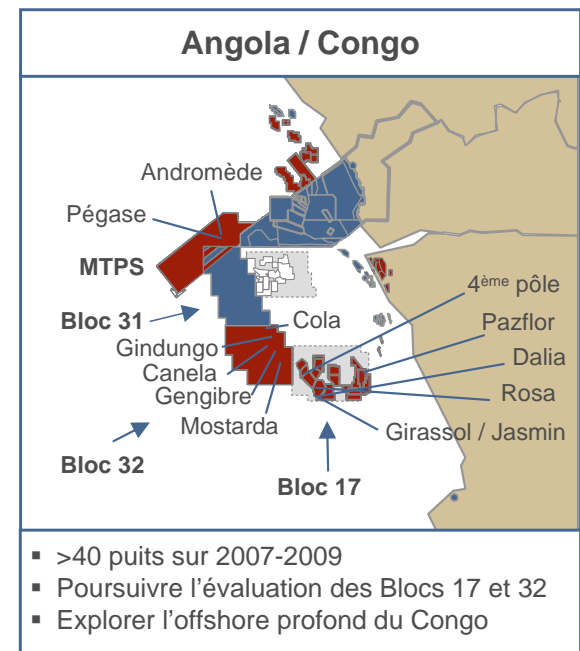 Angola / Congo
Andromède
Pégase
MTPS
4ème pôle
Bloc 31
Cola
Pazflor
Gindungo
Dalia
Canela
Gengibre
Rosa
Mostarda
Girassol / Jasmin
Bloc 32
Bloc 17
▪ >40 puits sur 2007-2009
▪ Poursuivre l’évaluation des Blocs 17 et 32
▪ Explorer l’offshore profond du Congo